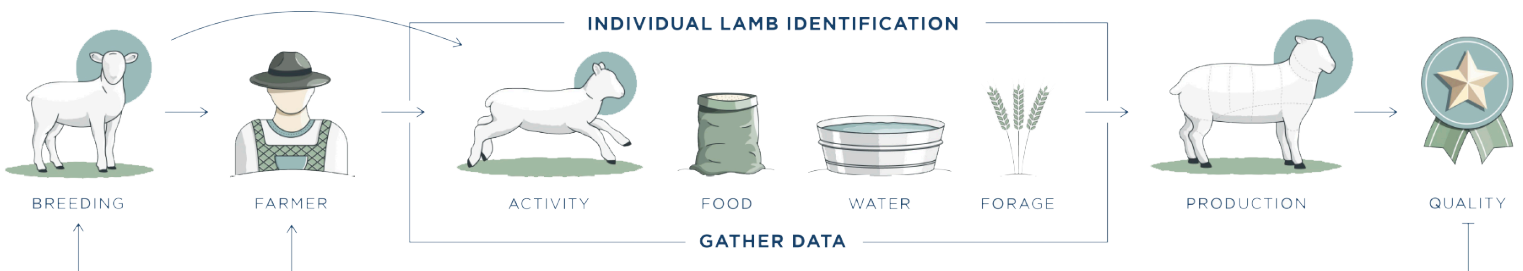 INDIVIDUAL LAMB IDENTIFICATION
BREEDING
FARMER
ACTIVITY
FOOD
WATER
FORAGE
PRODUCTION
QUALITY
GATHER DATA